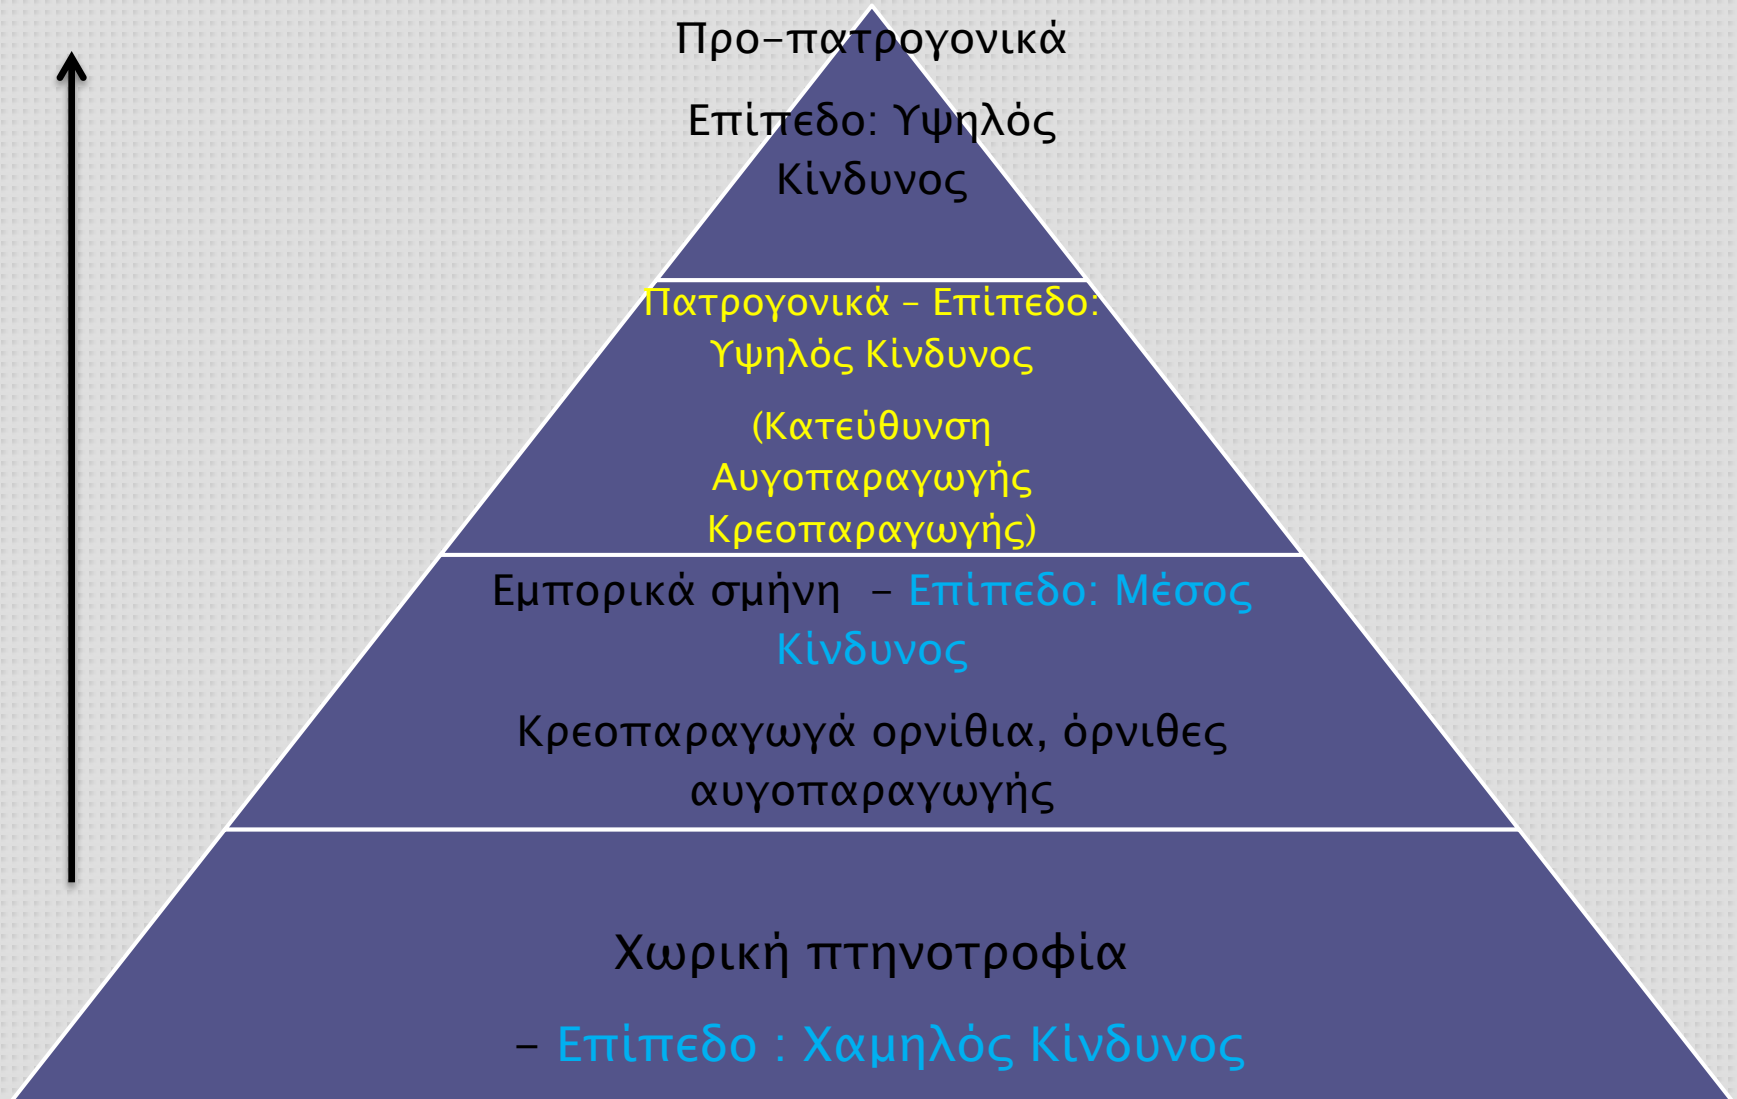 Προ-πατρογονικά
Επίπεδο: Υψηλός
Κίνδυνος
Πατρογονικά - Επίπεδο:
Υψηλός Κίνδυνος
(Κατεύθυνση
Αυγοπαραγωγής
Κρεοπαραγωγής)
Εμπορικά σμήνη - Επίπεδο: Μέσος
Κίνδυνος
Κρεοπαραγωγά ορνίθια, όρνιθες
αυγοπαραγωγής
Χωρική πτηνοτροφία
- Επίπεδο : Χαμηλός Κίνδυνος